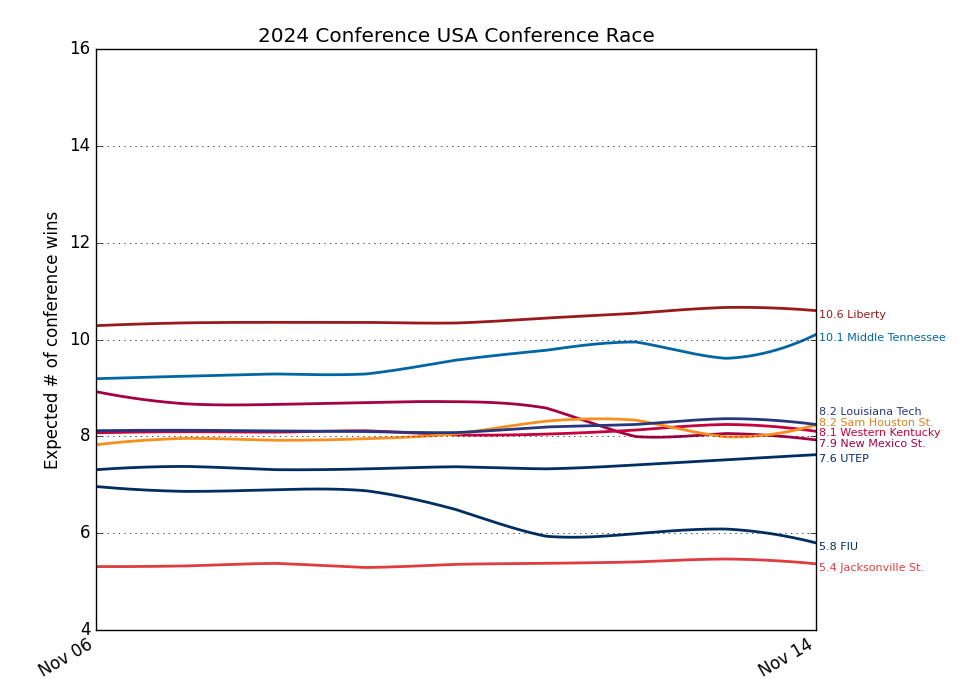 2024 Conference USA Conference Race
Expected # of conference wins
16
14
12
10
8
6
4
10.6 Liberty
10.1 Middle Tennessee
8.2 Louisiana Tech
8.2 Sam Houston St.
8.1 Western Kentucky
7.9 New Mexico St.
7.6 UTEP
5.8 FIU
5.4 Jacksonville St.
Nov 06
Nov 14